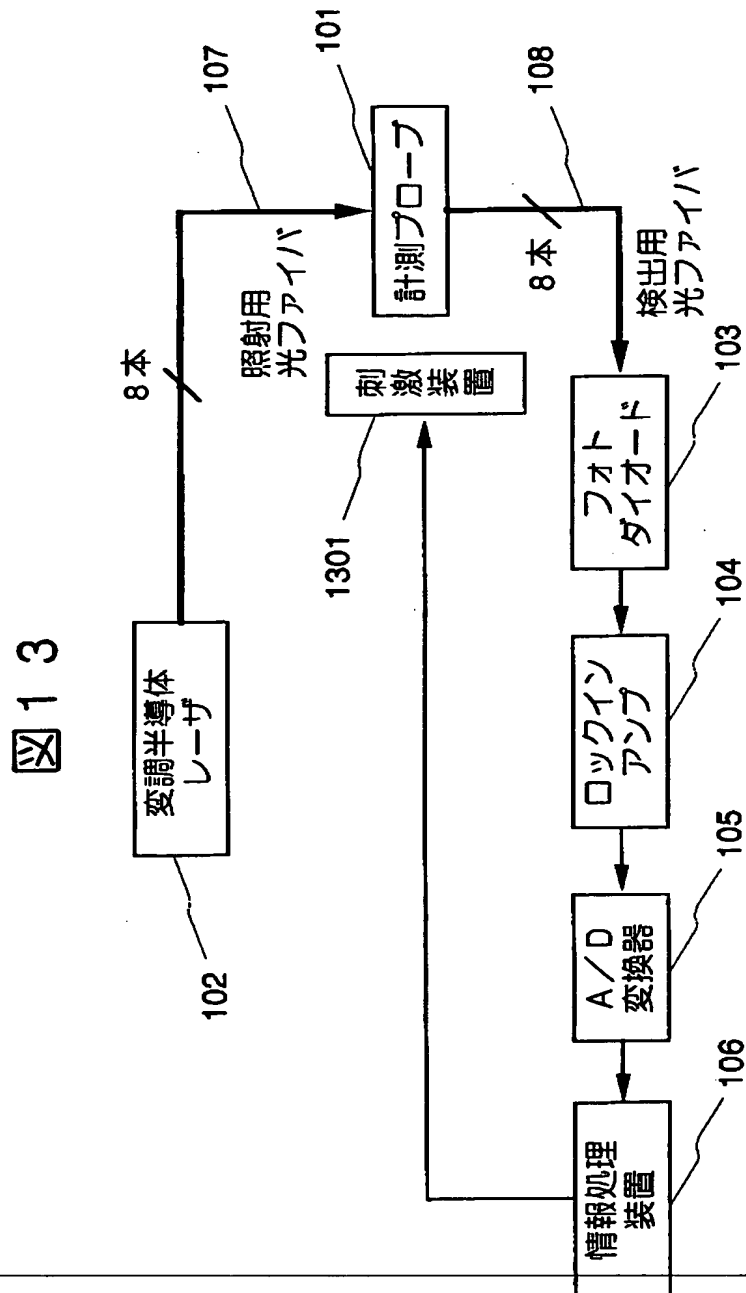 図13
変調半導体
レーザ
102
8本
107
照射用
光ファイバ
計測プローブ
101
刺激装置
1301
8本
108
検出用
光ファイバ
フォト
ダイオード
103
ロックイン
アンプ
104
A/D
変換器
105
情報処理
装置
106